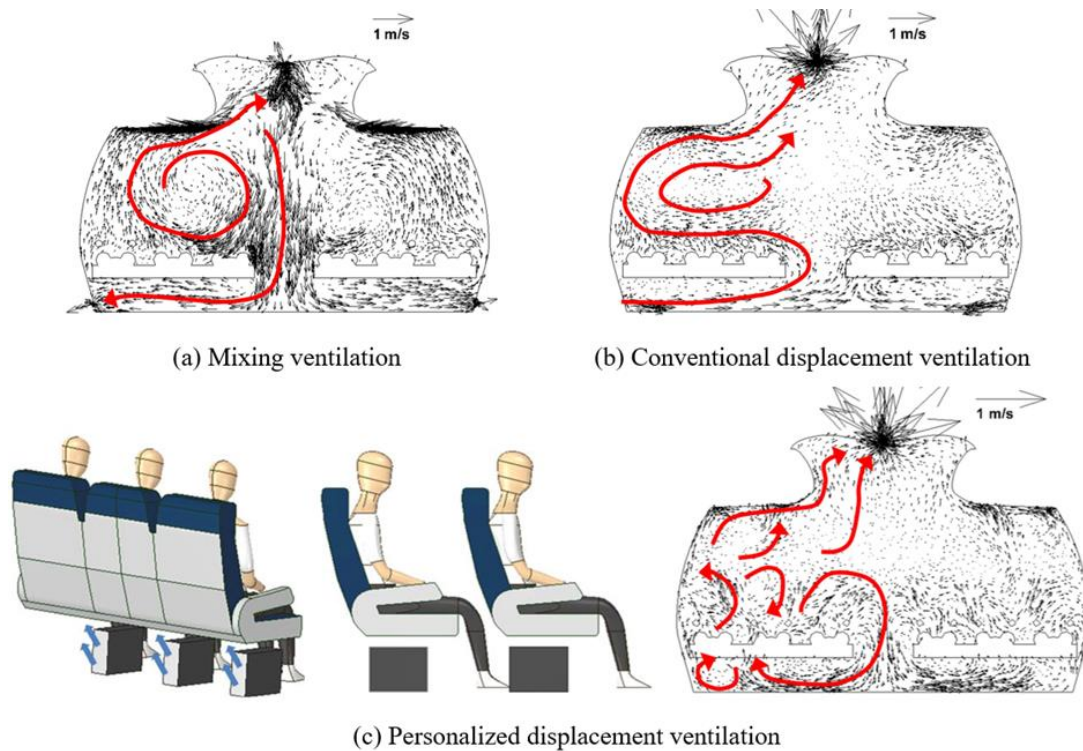 1 m/s
1 m/s
(a) Mixing ventilation
(b) Conventional displacement ventilation
1 m/s
(c) Personalized displacement ventilation